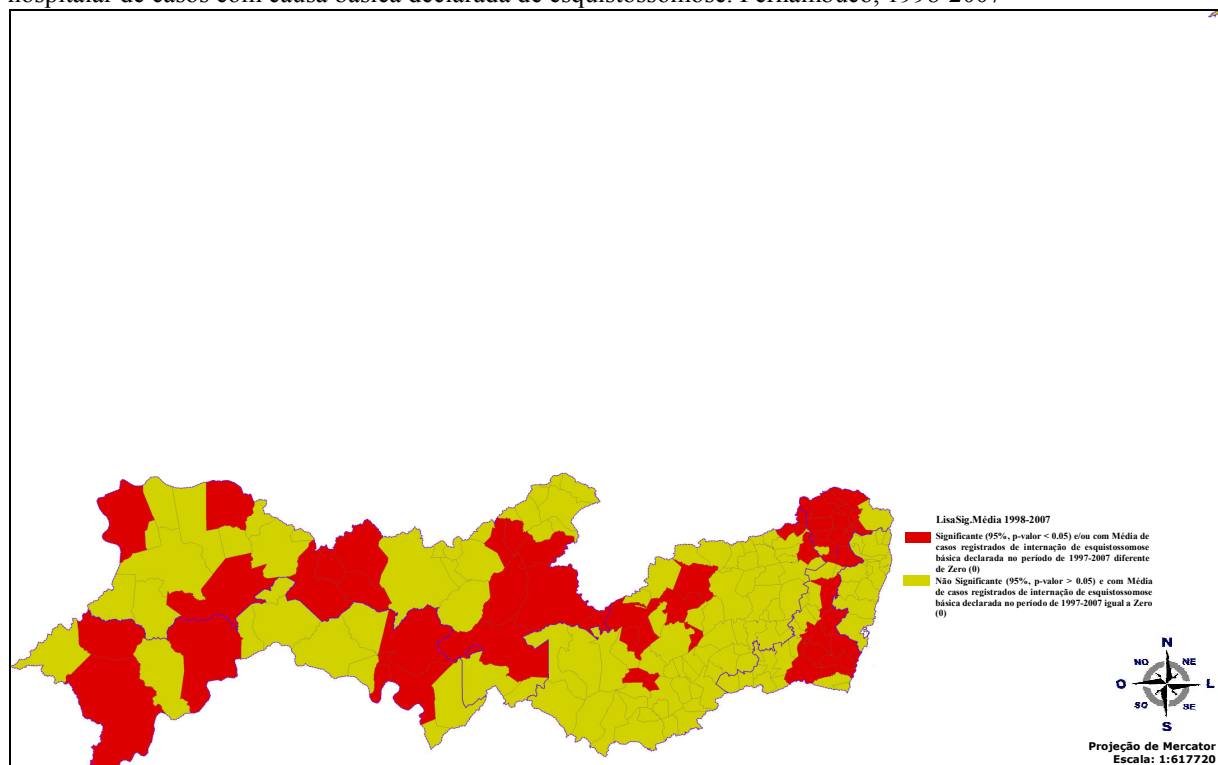 hospitalar de casos com causa básica declarada de esquistossomose. Pernambuco, 1998-2007
LisaSig.Média 1998-2007
Significante (95%, p-valor < 0.05) e/ou com Média de
casos registrados de internação de esquistossomose
básica declarada no período de 1997-2007 diferente
de Zero (0)
Não Significante (95%, p-valor > 0.05) e com Média
de casos registrados de internação de esquistossomose
básica declarada no período de 1997-2007 igual a Zero
(0)
N
NO NE
O L
SO SE
S
Projeção de Mercator
Escala: 1:617720